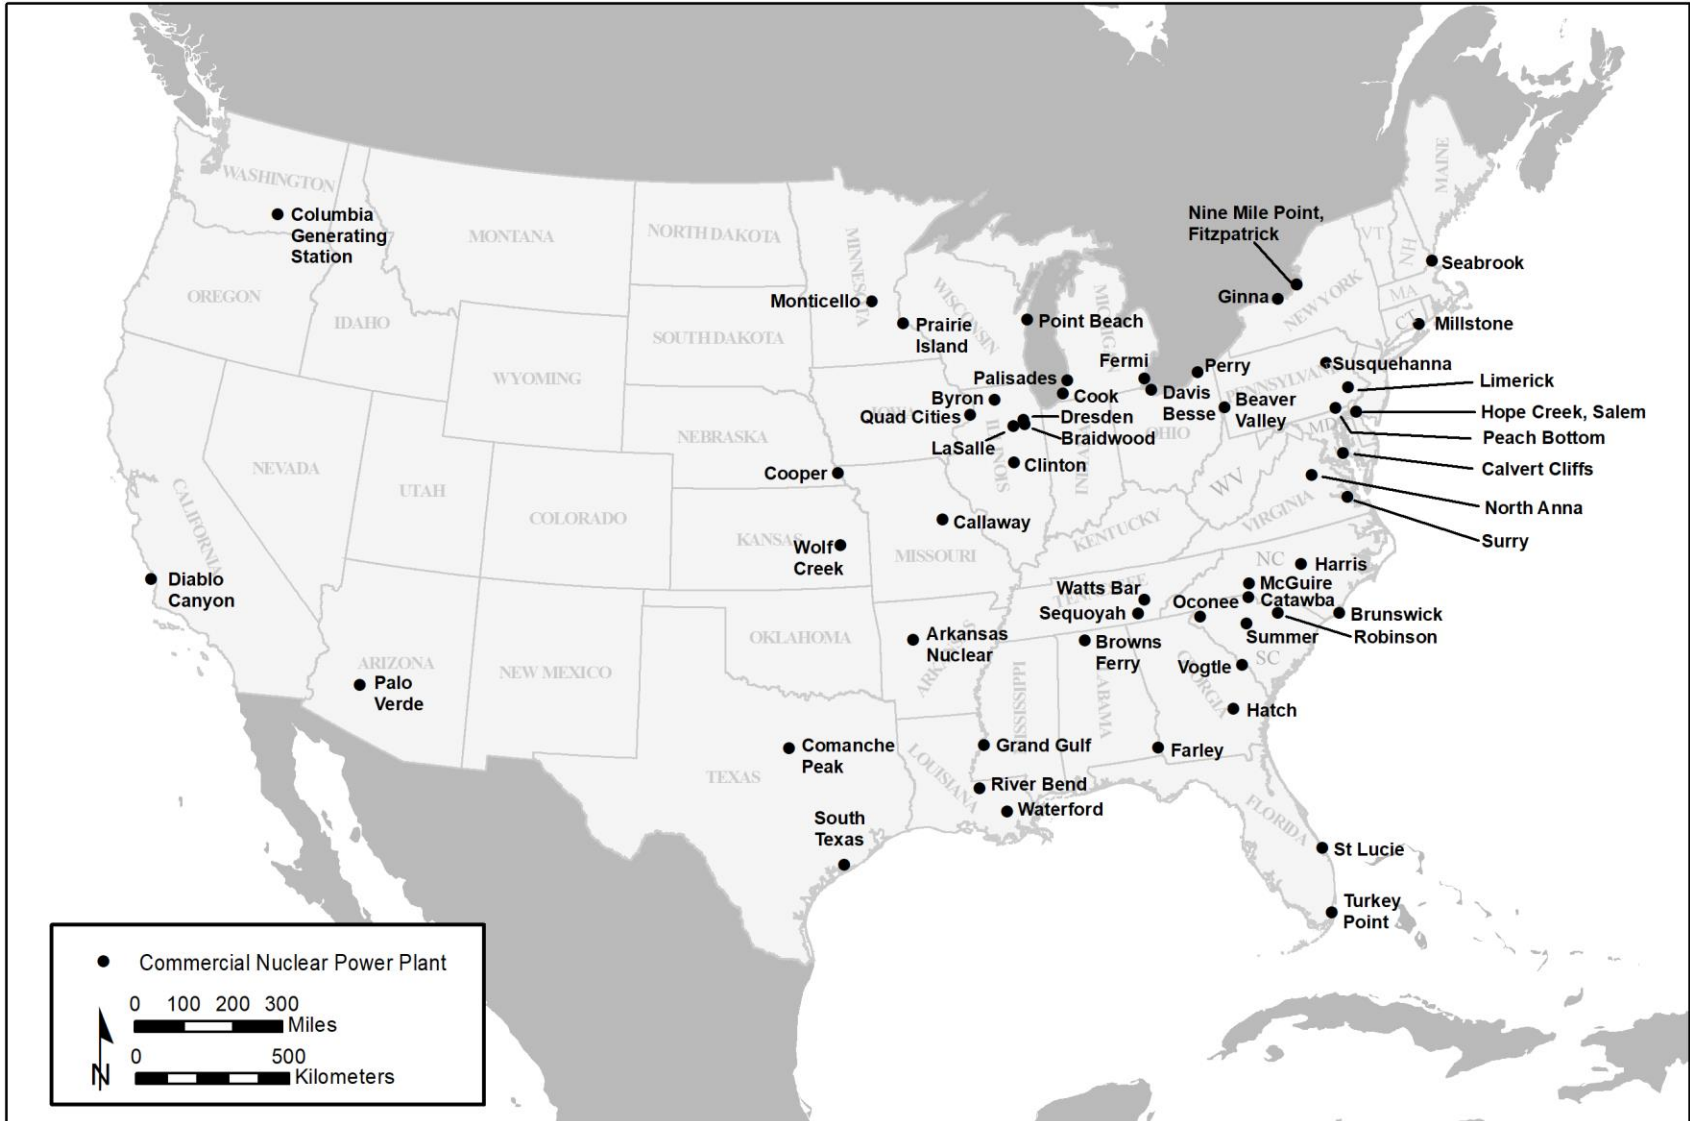 WASHINGTON
Columbia
Generating
Station
MONTANA
NORTH DAKOTA
MINNESOTA
OREGON
IDAHO
Monticello
Prairie
Island
SOUTH DAKOTA
WISCONSIN
Point Beach
MICHIGAN
Nine Mile Point,
Fitzpatrick
Ginna
NEW YORK
VT
NH
MAINE
Seabrook
MA
CT
Millstone
WYOMING
Fermi
Perry
Palisades
Cook
Davis
Besse
Beaver
Valley
PENNSYLVANIA
Susquehanna
Limerick
Hope Creek, Salem
Peach Bottom
MD
Calvert Cliffs
North Anna
Surry
Byron
IOWA
Quad Cities
Dresden
Braidwood
LaSalle
ILLINOIS
Clinton
INDIANA
OHIO
WV
VIRGINIA
NEVADA
UTAH
COLORADO
NEBRASKA
Cooper
CALIFORNIA
KANSAS
Wolf
Creek
Callaway
MISSOURI
KENTUCKY
Diablo
Canyon
TENNESSEE
Watts Bar
Sequoyah
NC
Harris
McGuire
Catawba
Oconee
Brunswick
Robinson
Summer
SC
Vogtle
ARIZONA
Palo
Verde
NEW MEXICO
OKLAHOMA
Arkansas
Nuclear
ARKANSAS
Browns
Ferry
MISSISSIPPI
ALABAMA
GEORGIA
Hatch
Farley
TEXAS
Comanche
Peak
LOUISIANA
Grand Gulf
River Bend
Waterford
South
Texas
FLORIDA
St Lucie
Turkey
Point
Commercial Nuclear Power Plant
0 100 200 300
Miles
0 500
Kilometers
N